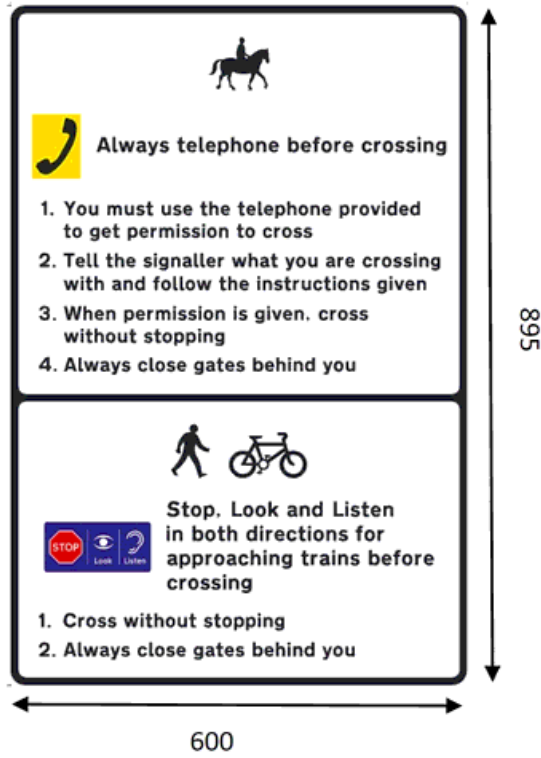 Always telephone before crossing
1. You must use the telephone provided
to get permission to cross
2. Tell the signaller what you are crossing
with and follow the instructions given
3. When permission is given, cross
without stopping
4. Always close gates behind you
Stop, Look and Listen
in both directions for
approaching trains before
crossing
STOP
Look
Listen
1. Cross without stopping
2. Always close gates behind you
895
600